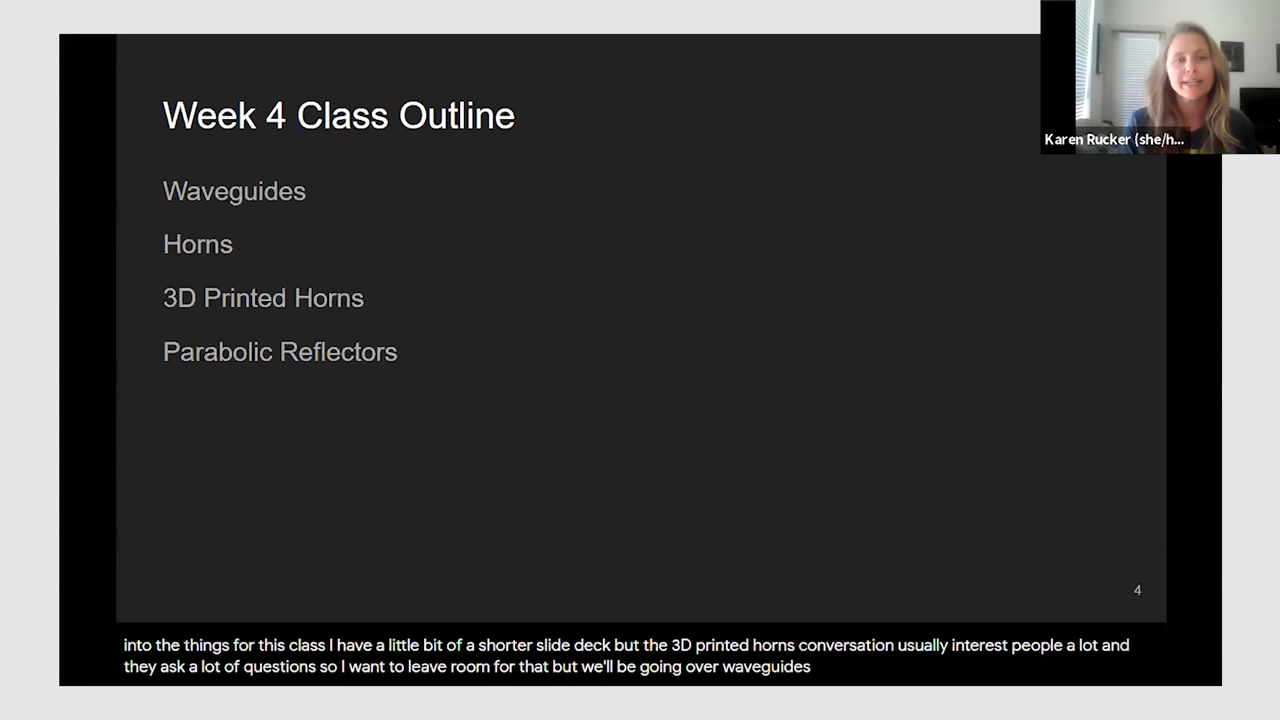 Week 4 Class Outline
Karen Rucker (she/h...
Waveguides
Horns
3D Printed Horns
Parabolic Reflectors
4
into the things for this class I have a little bit of a shorter slide deck but the 3D printed horns conversation usually interest people a lot and
they ask a lot of questions so I want to leave room for that but we'll be going over waveguides